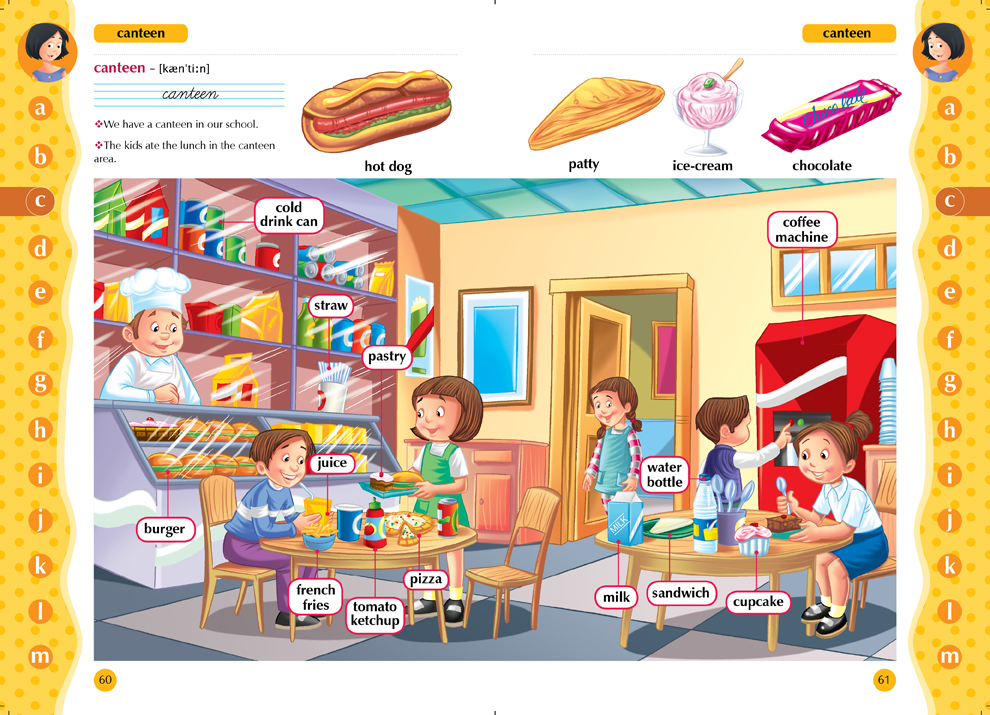 canteen
canteen
canteen – [kæn'ti:n]
canteen
❖We have a canteen in our school.
❖The kids ate the lunch in the canteen
area.
hot dog
patty
ice-cream
chocolate
chocolate
a
b
c
d
e
f
g
h
i
j
k
l
m
a
b
c
d
e
f
g
h
i
j
k
l
m
cold
drink can
coffee
machine
straw
pastry
juice
water
bottle
burger
MILK
french
fries
tomato
ketchup
pizza
milk
sandwich
cupcake
60
61